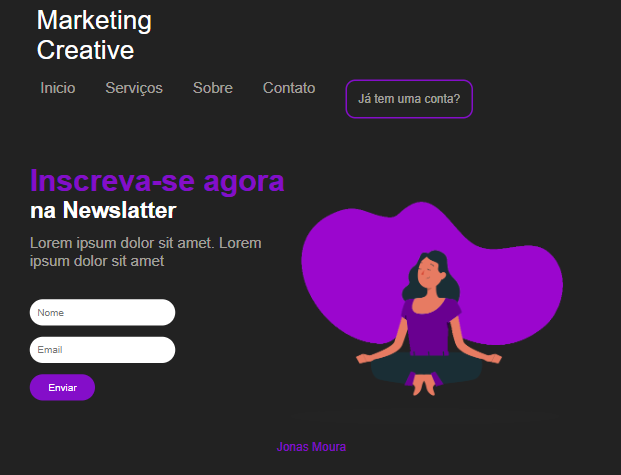 Marketing
Creative
Inicio Serviços Sobre Contato Já tem uma conta?
Inscreva-se agora
na Newslatter
Lorem ipsum dolor sit amet. Lorem
ipsum dolor sit amet
Nome
Email
Enviar
Jonas Moura